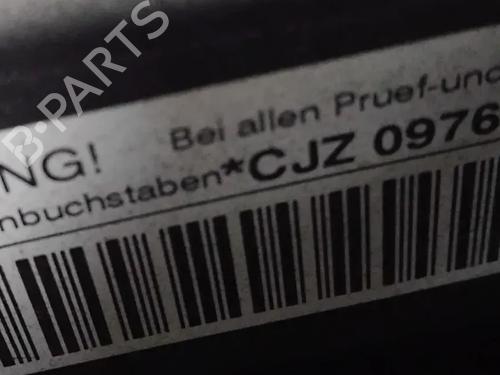 B-PARTS
NG! Bei allen Pruef-und
nbuchstaben*CJZ 0976